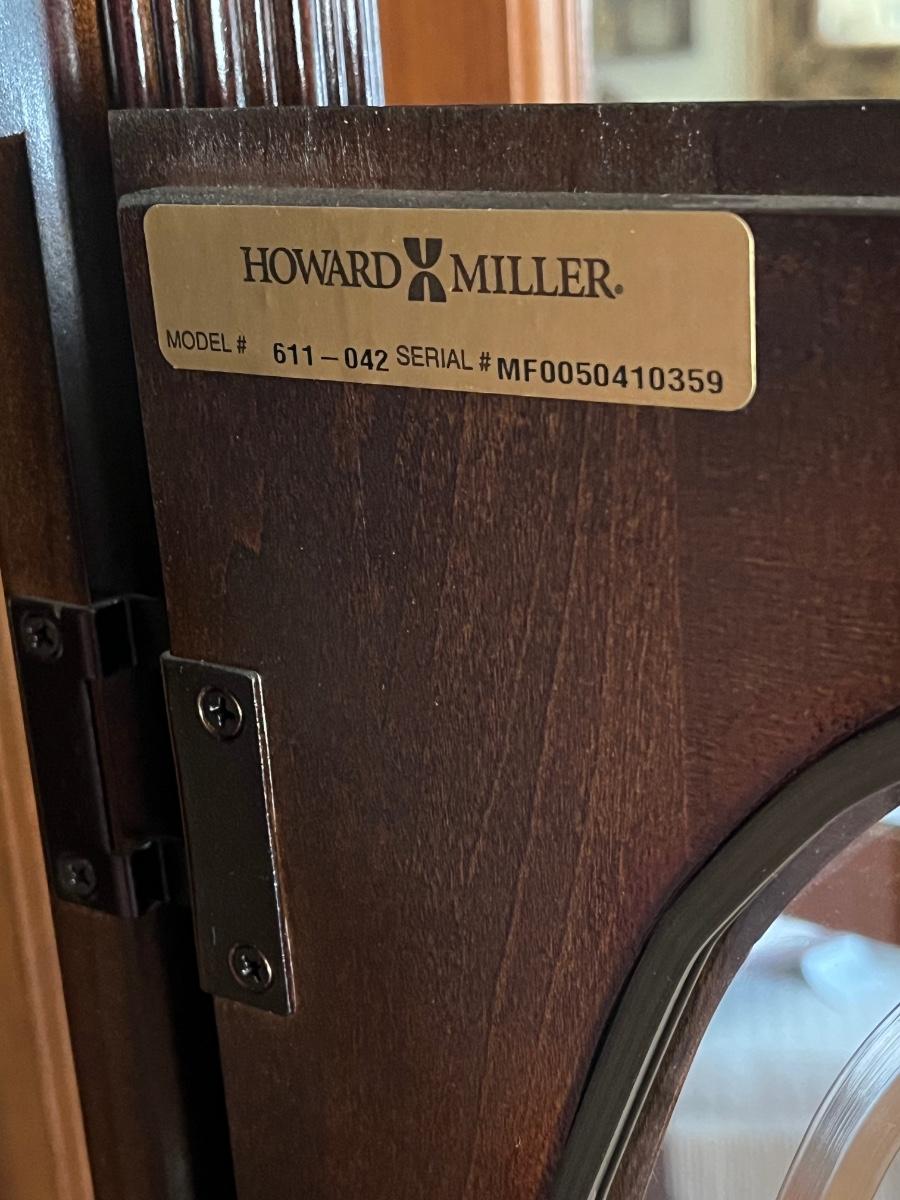 HOWARD MILLER®
MODEL # 611-042 SERIAL # MF0050410359